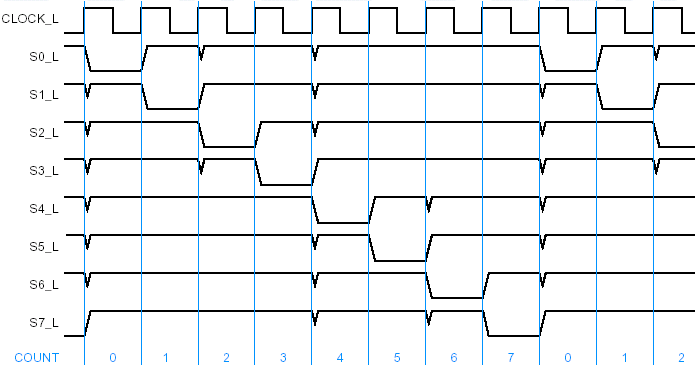 CLOCK_L
S0_L
S1_L
S2_L
S3_L
S4_L
S5_L
S6_L
S7_L
COUNT 0 1 2 3 4 5 6 7 0 1 2